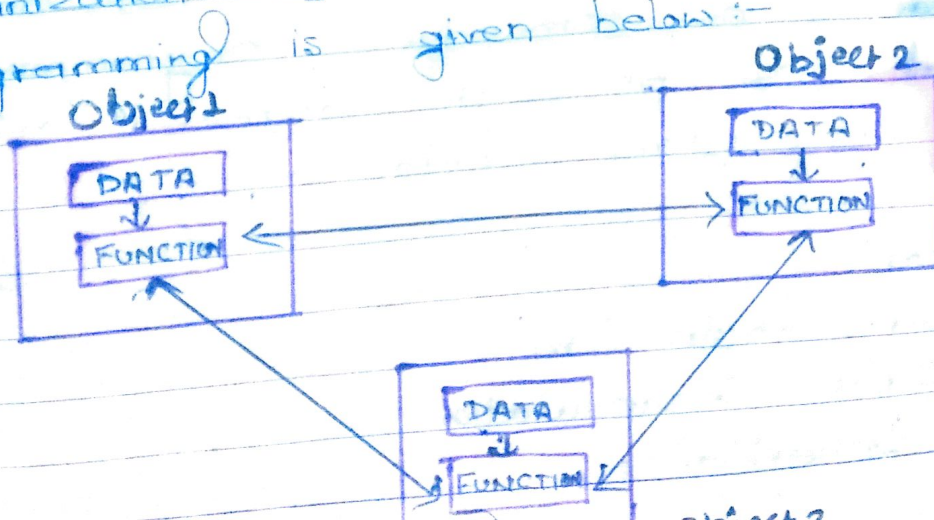 is given below:-
Object 2
Object 1
DATA
FUNCTION
DATA
FUNCTION
DATA
FUNCTION